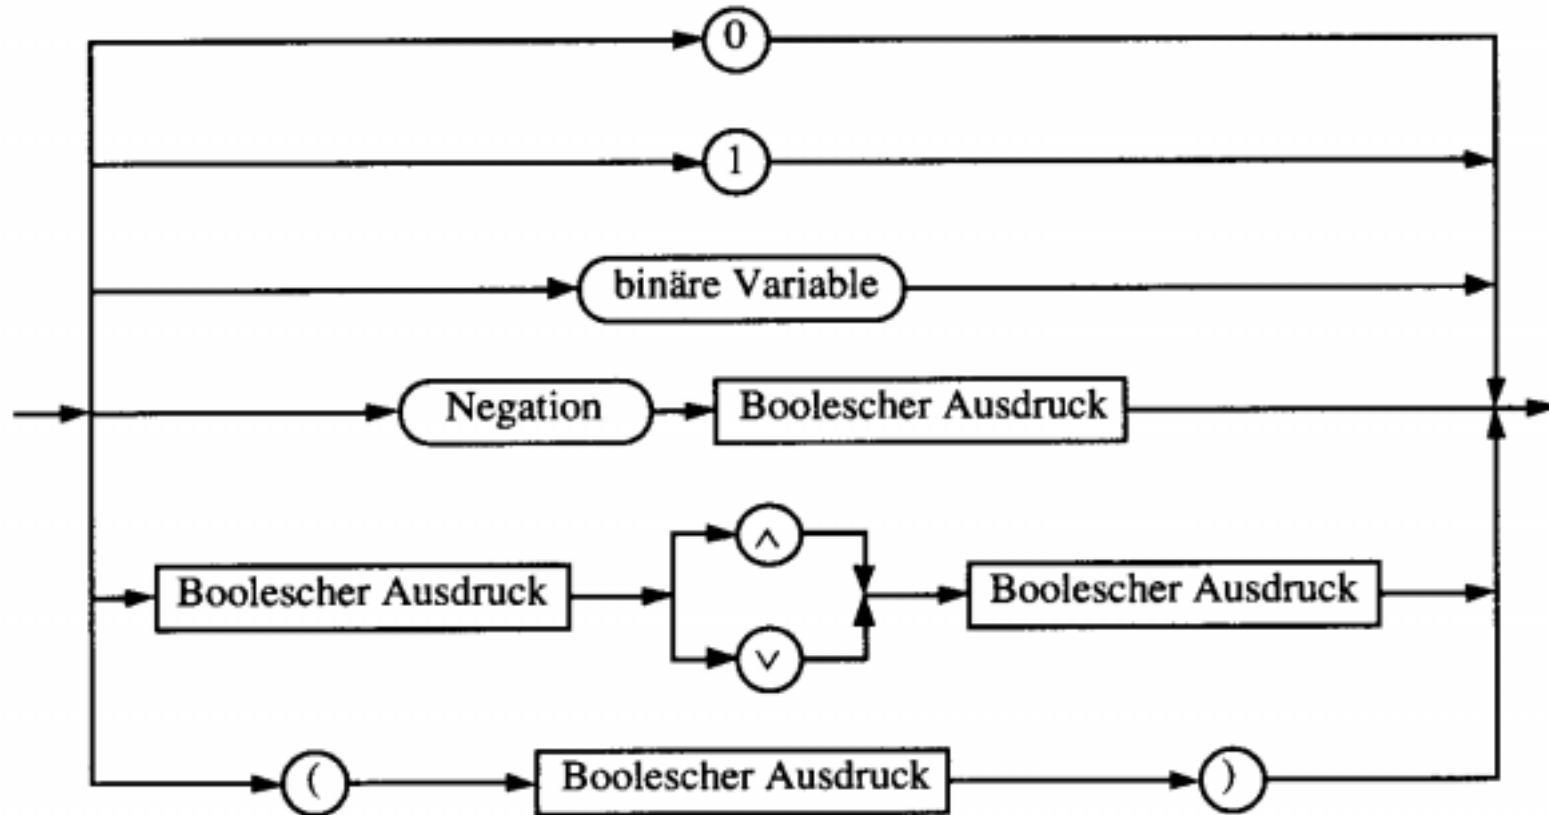 0
1
binäre Variable
Negation Boolescher Ausdruck
∧
Boolescher Ausdruck Boolescher Ausdruck
∨
( Boolescher Ausdruck )